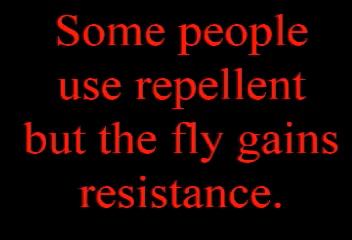 Some people
use repellent
but the fly gains
resistance.